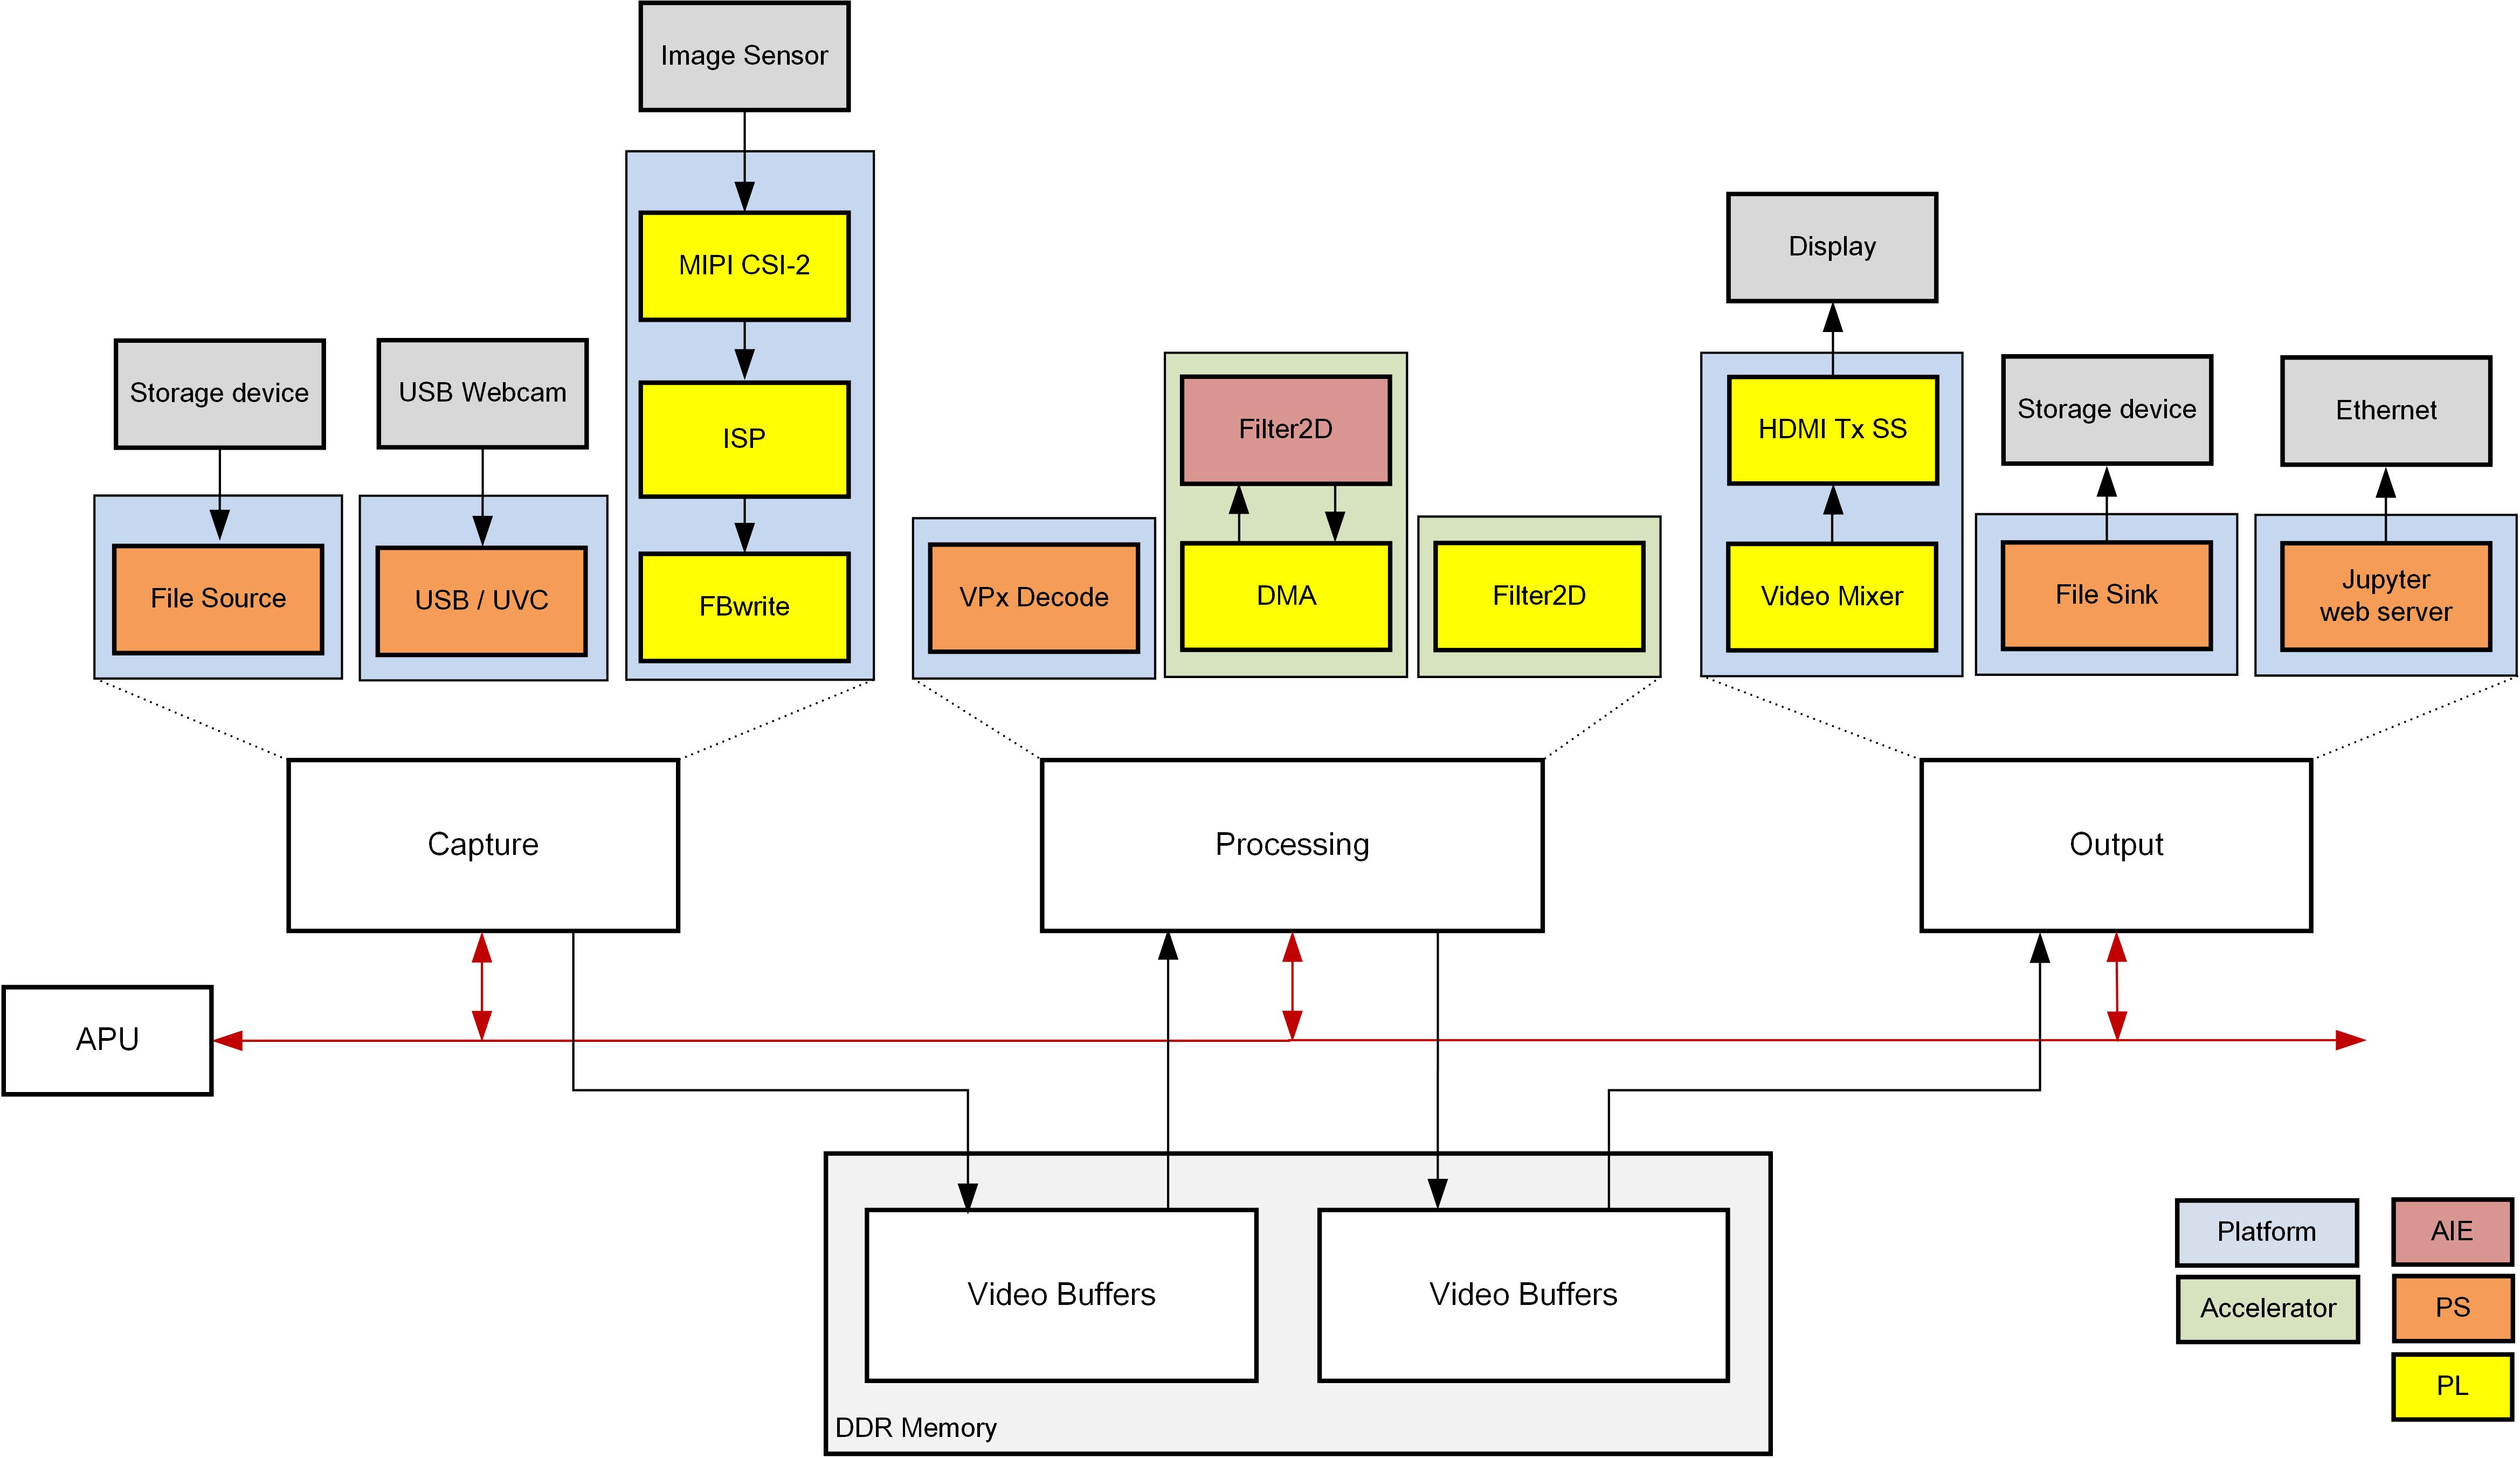 Image Sensor
MIPI CSI-2
ISP
FBwrite
Storage device
File Source
USB Webcam
USB / UVC
VPx Decode
Filter2D
DMA
Filter2D
Display
HDMI Tx SS
Video Mixer
Storage device
File Sink
Ethernet
Jupyter
web server
Capture
Processing
Output
APU
Video Buffers
Video Buffers
DDR Memory
Platform
AIE
Accelerator
PS
PL